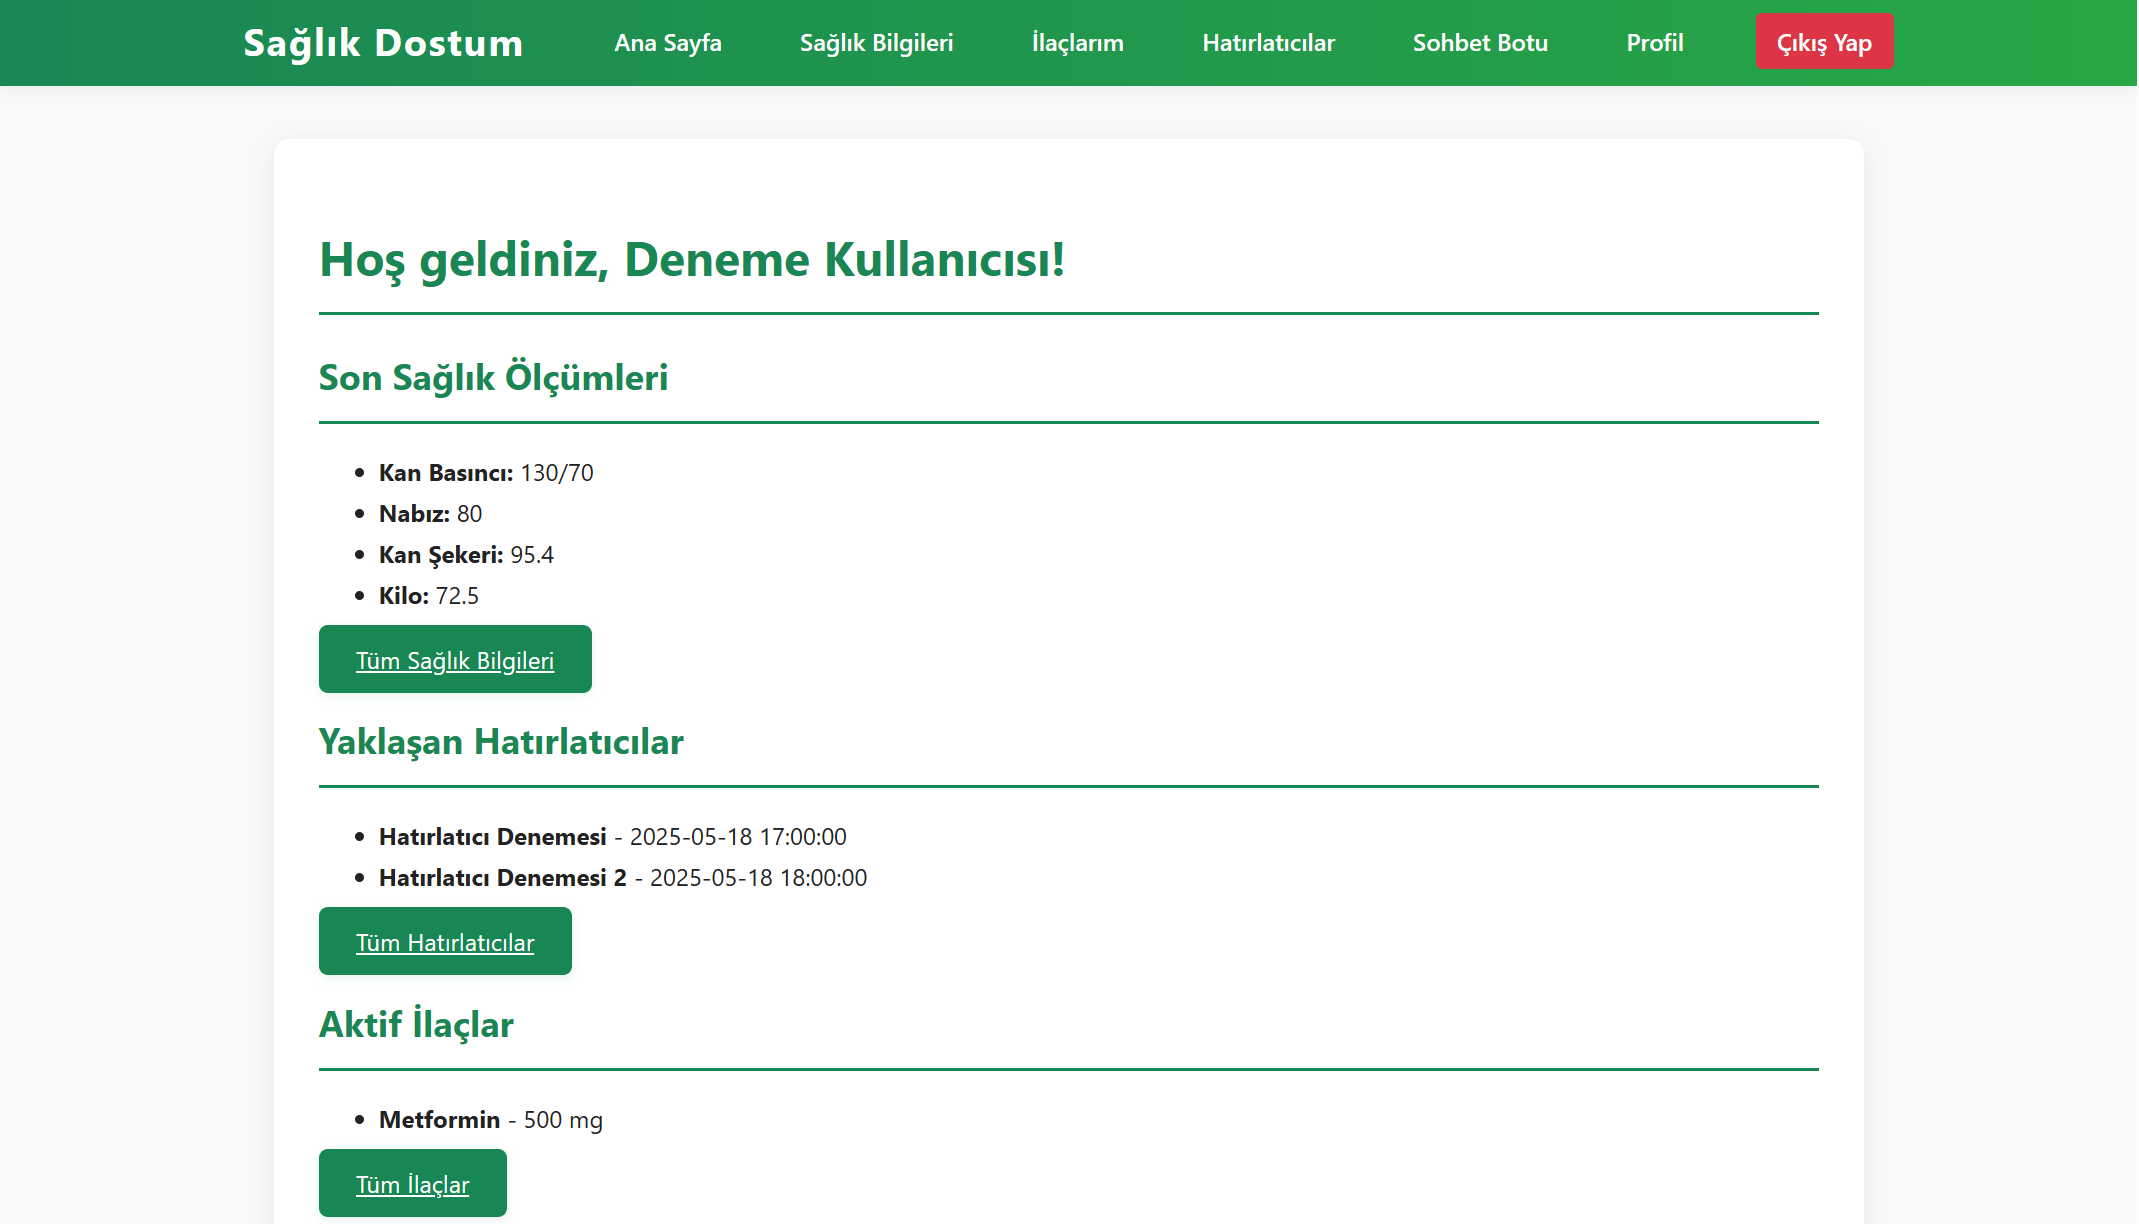 Sağlık Dostum
Ana Sayfa
Sağlık Bilgileri
İlaçlarım
Hatırlatıcılar
Sohbet Botu
Profil
Çıkış Yap
Hoş geldiniz, Deneme Kullanıcısı!
Son Sağlık Ölçümleri
Kan Basıncı: 130/70
Nabız: 80
Kan Şekeri: 95.4
Kilo: 72.5
Tüm Sağlık Bilgileri
Yaklaşan Hatırlatıcılar
Hatırlatıcı Denemesi - 2025-05-18 17:00:00
Hatırlatıcı Denemesi 2 - 2025-05-18 18:00:00
Tüm Hatırlatıcılar
Aktif İlaçlar
Metformin - 500 mg
Tüm İlaçlar